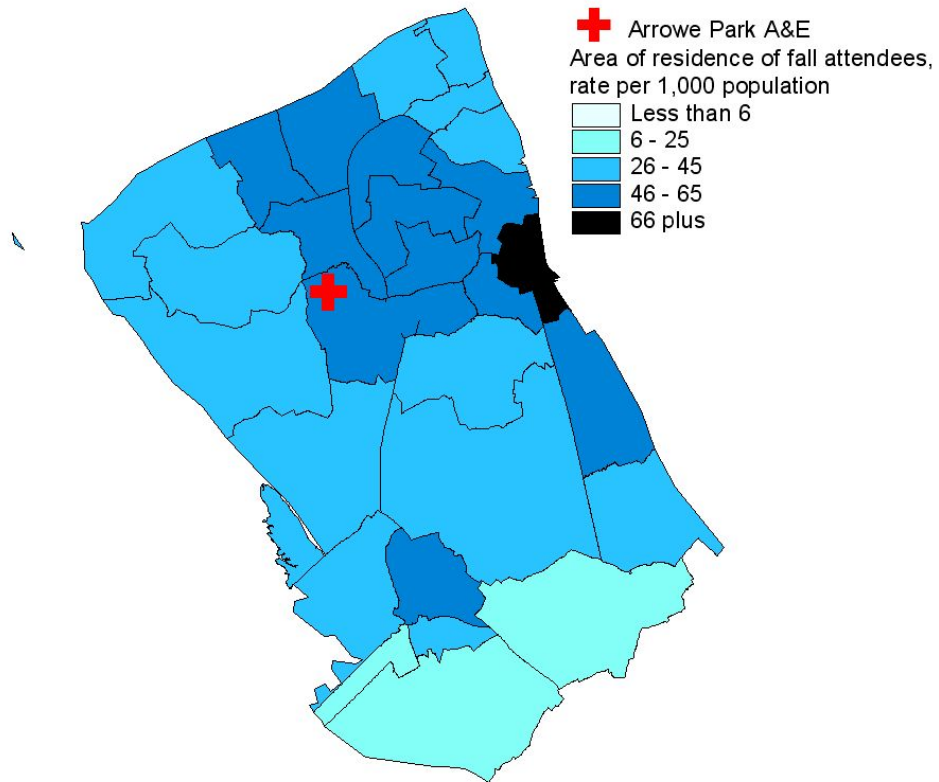 Arrowe Park A&E
Area of residence of fall attendees,
rate per 1,000 population
Less than 6
6 - 25
26 - 45
46 - 65
66 plus